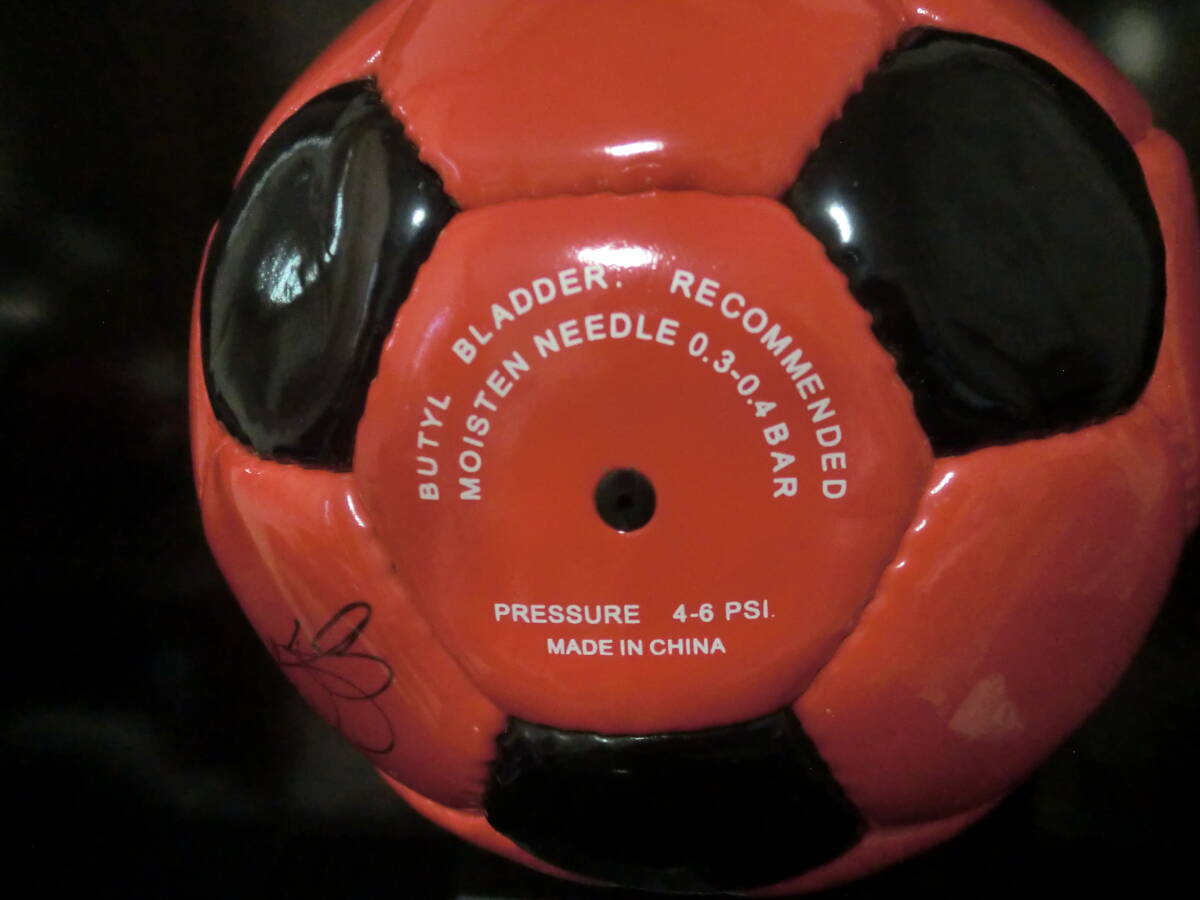 BUTYL BLADDER. RECOMMENDED
MOISTEN NEEDLE 0.3-0.4 BAR
PRESSURE 4-6 PSI.
MADE IN CHINA